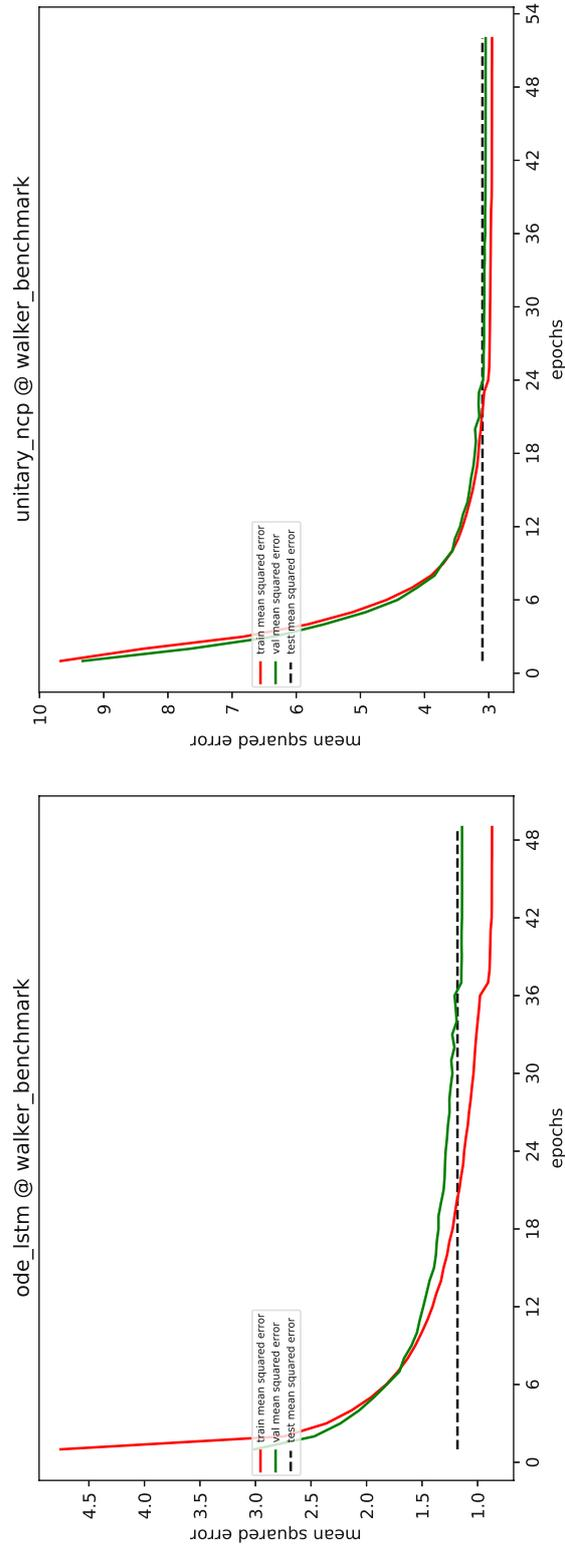 ode_lstm @ walker_benchmark
mean squared error
4.5
4.0
3.5
3.0
2.5
2.0
1.5
1.0
train mean squared error
val mean squared error
test mean squared error
0 6 12 18 24 30 36 42 48
epochs
unitary_ncp @ walker_benchmark
mean squared error
10
9
8
7
6
5
4
3
train mean squared error
val mean squared error
test mean squared error
0 6 12 18 24 30 36 42 48 54
epochs